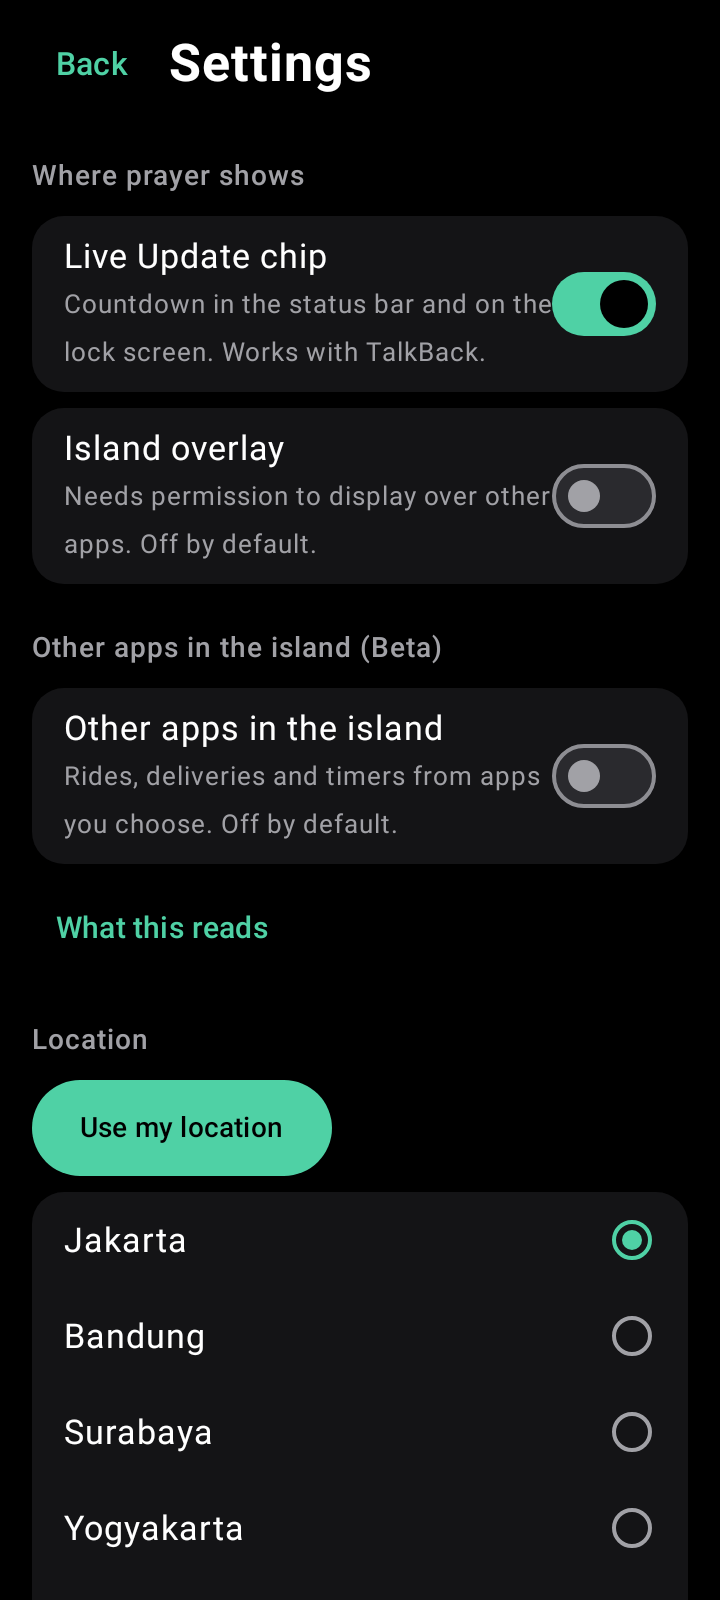 Back
Settings
Where prayer shows
Live Update chip
Countdown in the status bar and on the
lock screen. Works with TalkBack.
Island overlay
Needs permission to display over other
apps. Off by default.
Other apps in the island (Beta)
Other apps in the island
Rides, deliveries and timers from apps
you choose. Off by default.
What this reads
Location
Use my location
Jakarta
Bandung
Surabaya
Yogyakarta